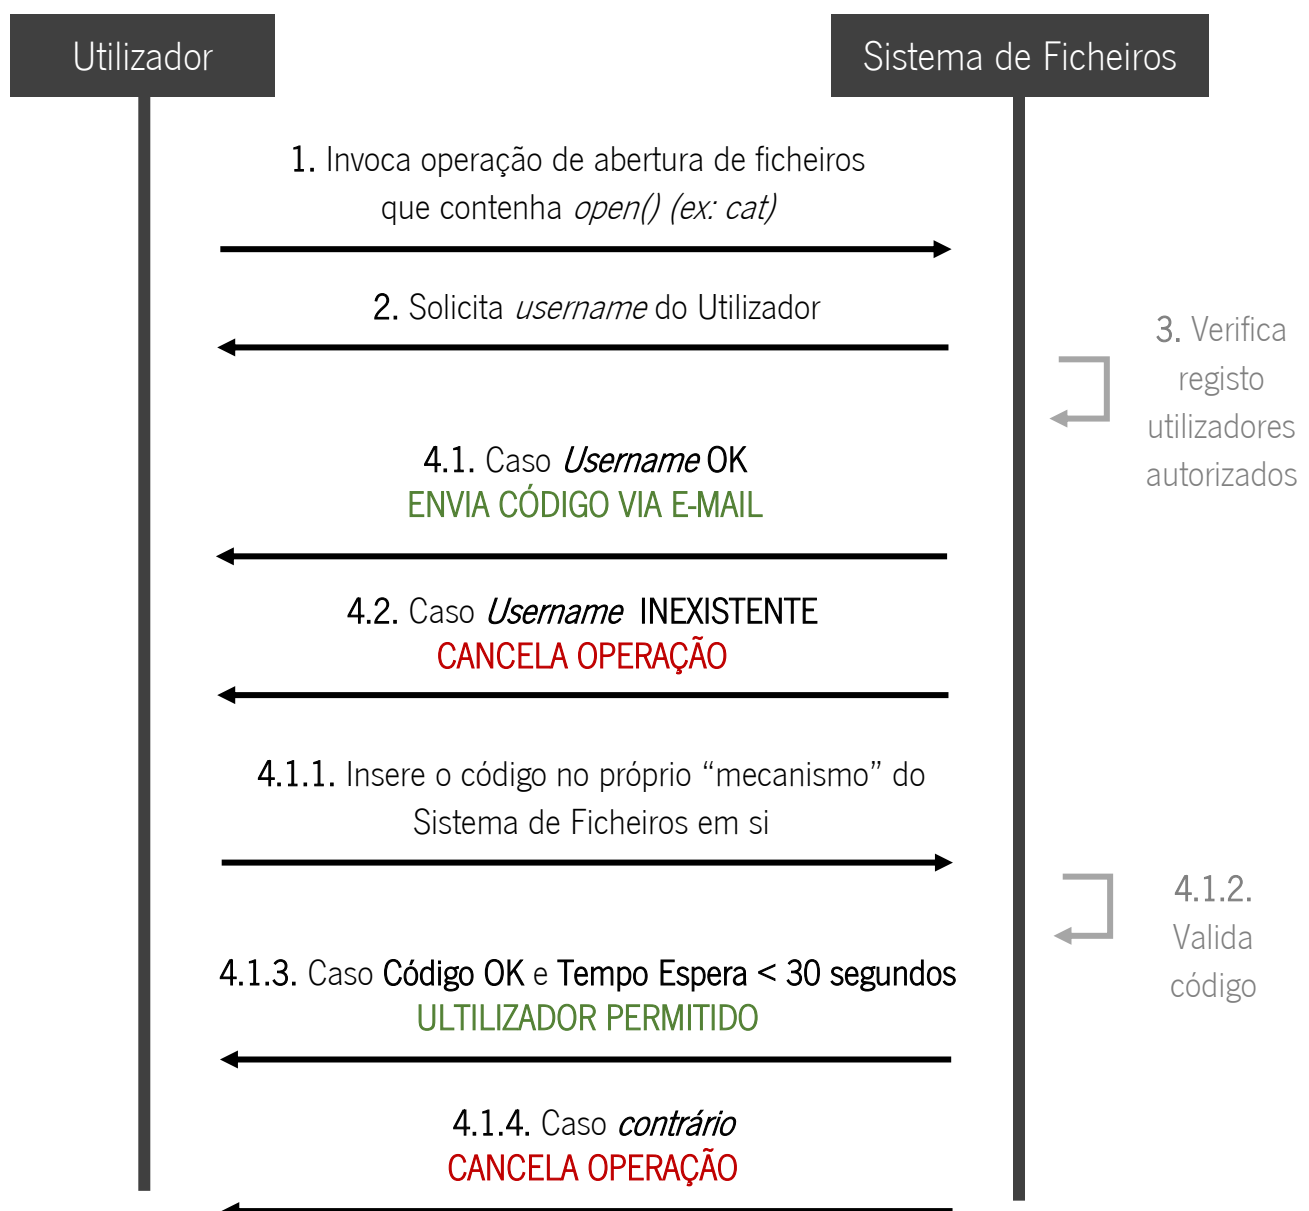 Utilizador
Sistema de Ficheiros
1. Invoca operação de abertura de ficheiros
que contenha open() (ex: cat)
2. Solicita username do Utilizador
3. Verifica
registo
utilizadores
autorizados
4.1. Caso Username OK
ENVIA CÓDIGO VIA E-MAIL
4.2. Caso Username INEXISTENTE
CANCELA OPERAÇÃO
4.1.1. Insere o código no próprio “mecanismo” do
Sistema de Ficheiros em si
4.1.2.
Valida
código
4.1.3. Caso Código OK e Tempo Espera < 30 segundos
ULTILIZADOR PERMITIDO
4.1.4. Caso contrário
CANCELA OPERAÇÃO